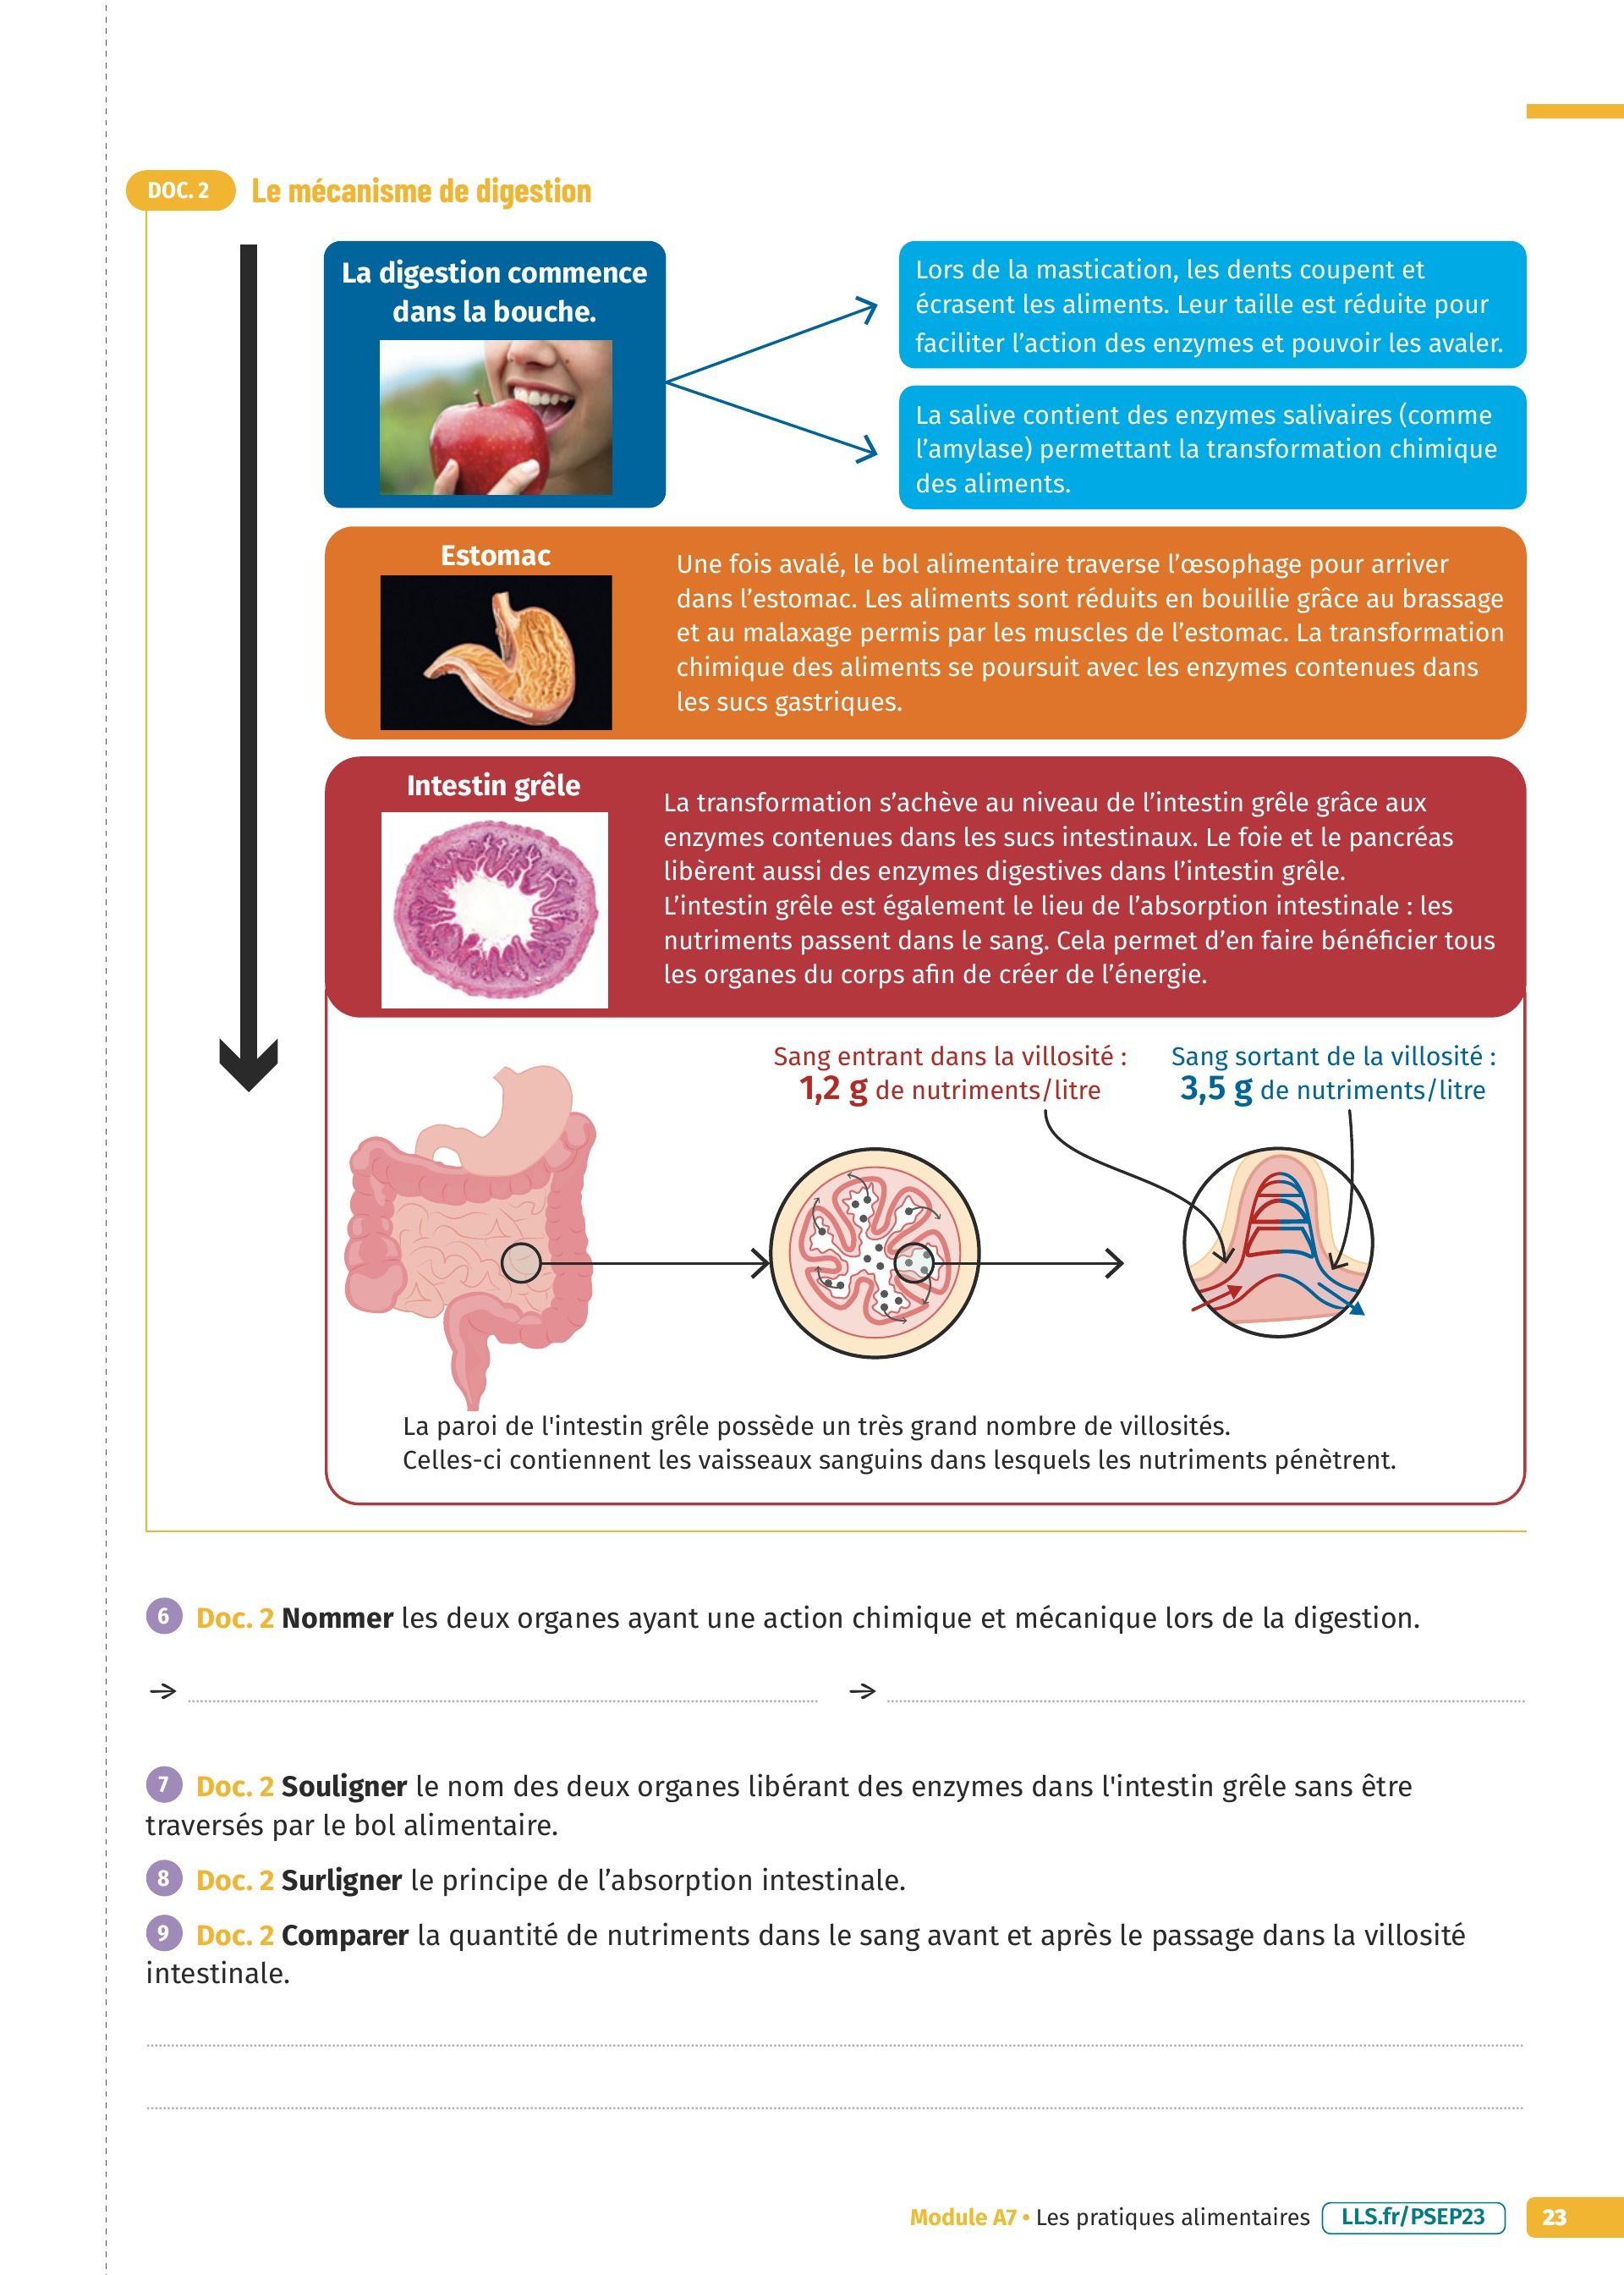 DOC. 2
Le mécanisme de digestion
La digestion commence
dans la bouche.
Lors de la mastication, les dents coupent et
écrasent les aliments. Leur taille est réduite pour
faciliter l’action des enzymes et pouvoir les avaler.
La salive contient des enzymes salivaires (comme
l’amylase) permettant la transformation chimique
des aliments.
Estomac
Une fois avalé, le bol alimentaire traverse l’œsophage pour arriver
dans l’estomac. Les aliments sont réduits en bouillie grâce au brassage
et au malaxage permis par les muscles de l’estomac. La transformation
chimique des aliments se poursuit avec les enzymes contenues dans
les sucs gastriques.
Intestin grêle
La transformation s’achève au niveau de l’intestin grêle grâce aux
enzymes contenues dans les sucs intestinaux. Le foie et le pancréas
libèrent aussi des enzymes digestives dans l’intestin grêle.
L’intestin grêle est également le lieu de l’absorption intestinale : les
nutriments passent dans le sang. Cela permet d’en faire bénéficier tous
les organes du corps afin de créer de l’énergie.
Sang entrant dans la villosité :
1,2 g de nutriments/litre
Sang sortant de la villosité :
3,5 g de nutriments/litre
La paroi de l'intestin grêle possède un très grand nombre de villosités.
Celles-ci contiennent les vaisseaux sanguins dans lesquels les nutriments pénètrent.
6 Doc. 2 Nommer les deux organes ayant une action chimique et mécanique lors de la digestion.
7 Doc. 2 Souligner le nom des deux organes libérant des enzymes dans l'intestin grêle sans être
traversés par le bol alimentaire.
8 Doc. 2 Surligner le principe de l’absorption intestinale.
9 Doc. 2 Comparer la quantité de nutriments dans le sang avant et après le passage dans la villosité
intestinale.
Module A7 • Les pratiques alimentaires LLS.fr/PSEP23 23